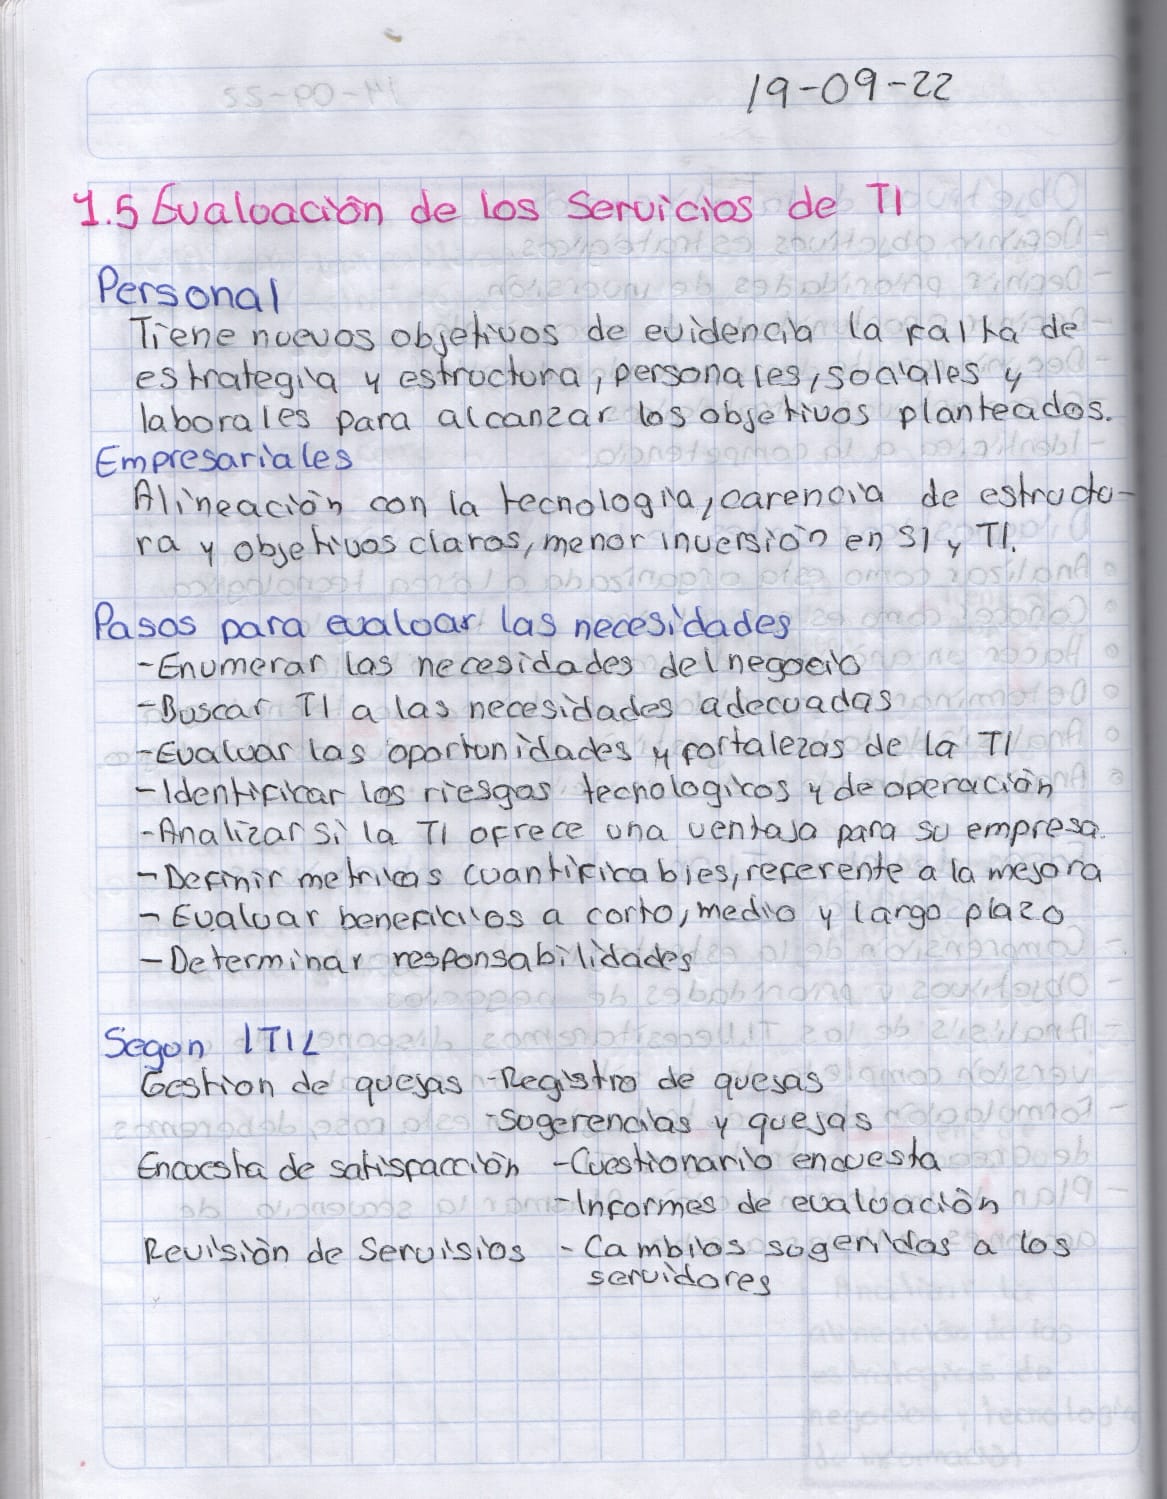 19-09-22
1.5 Evaluación de los Servicios de TI
Personal
Tiene nuevos objetivos de evidencia la falta de
estrategia y estructura, personales, sociales y
laborales para alcanzar los objetivos planteados.
Empresariales
Alineación con la tecnologia, carencia de estructu-
ra y objetivos claros, menor inversión en SI y TI.
Pasos para evaluar las necesidades
-Enumerar las necesidades del negocio
-Buscar TI a las necesidades adecuadas
-Evaluar las oportunidades y fortalezas de la TI
-Identificar los riesgos tecnologicos y de operación
-Analizar si la TI ofrece una ventaja para su empresa.
-Definir metricas cuantificables, referente a la mejora
-Evaluar beneficios a corto, medio y largo plazo
-Determinar responsabilidades
Segun ITIL
Gestion de quejas -Registro de quejas
-Sugerencias y quejas
Encuesta de satisfacción -Cuestionario encuesta
-Informes de evaluación
Revisión de Servisios -Cambios sugeridos a los
servidores